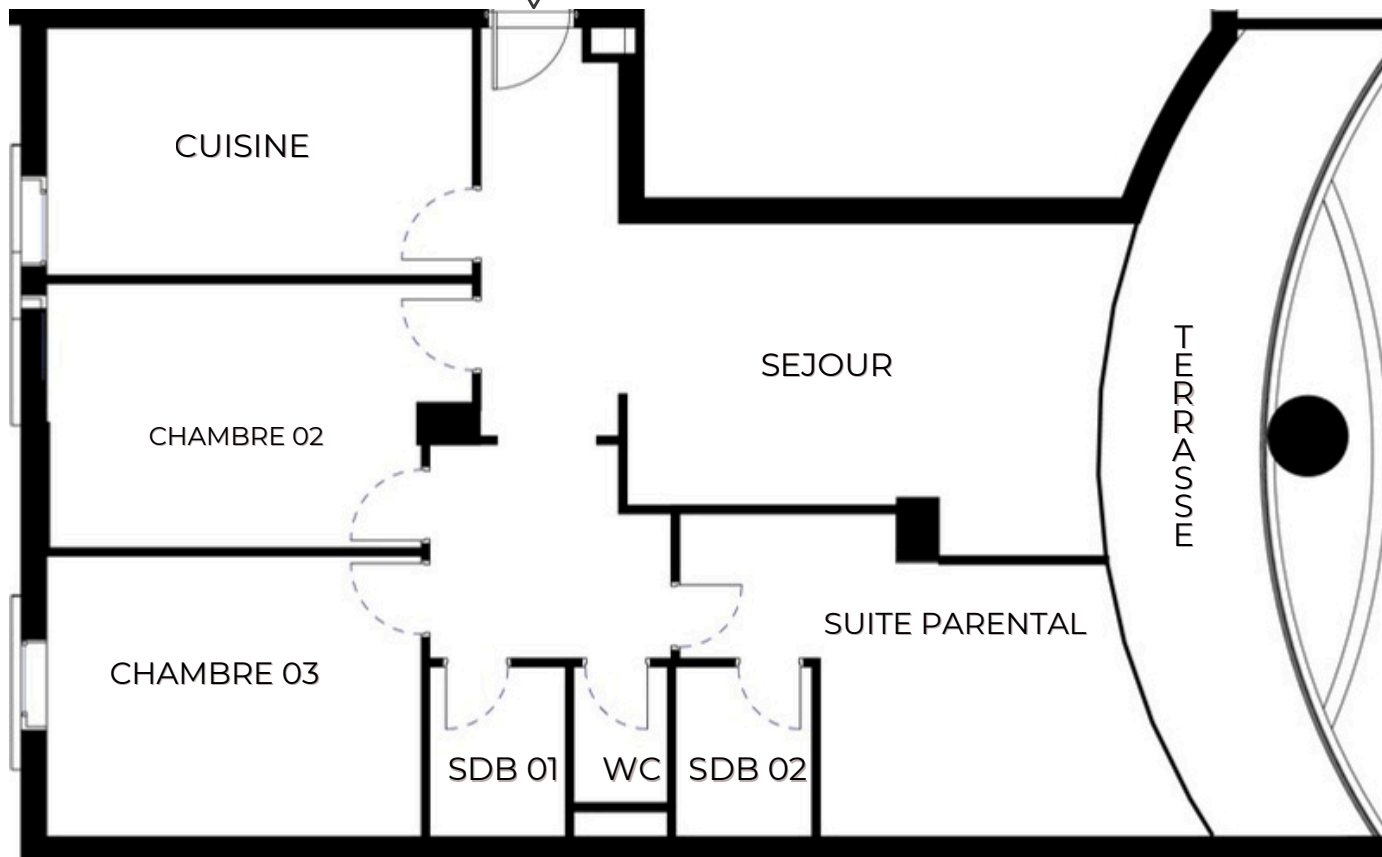 CUISINE
SEJOUR
TERRASSE
CHAMBRE 02
SUITE PARENTAL
CHAMBRE 03
SDB 01
WC
SDB 02